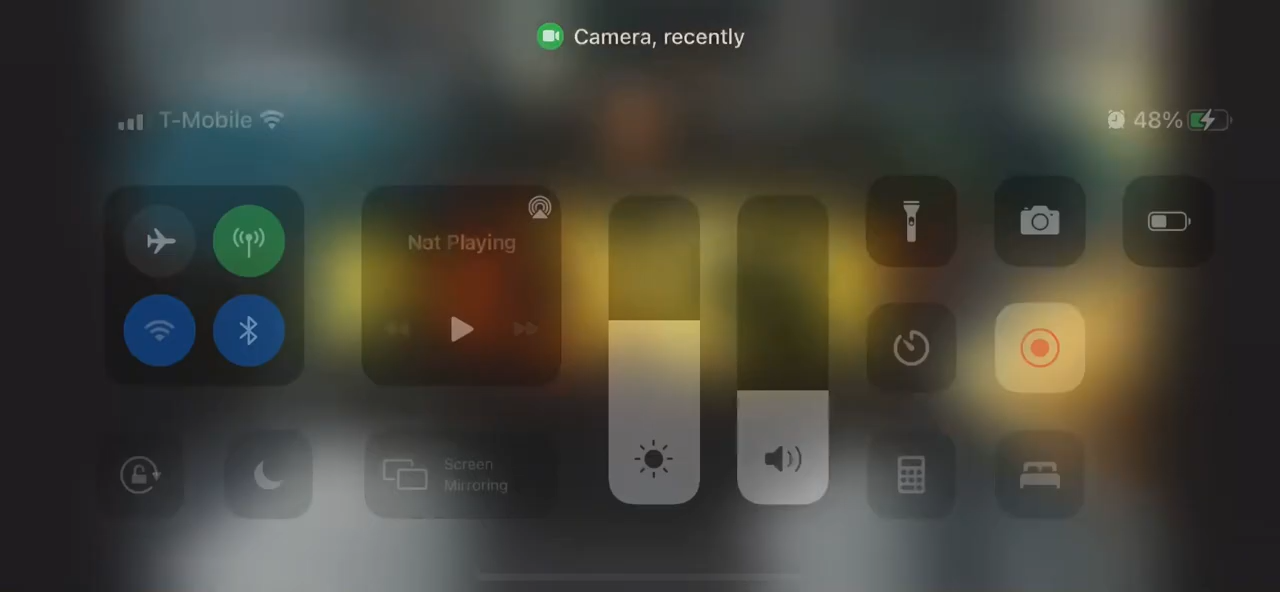 Camera, recently
T-Mobile
48%
Not Playing
Screen
Mirroring